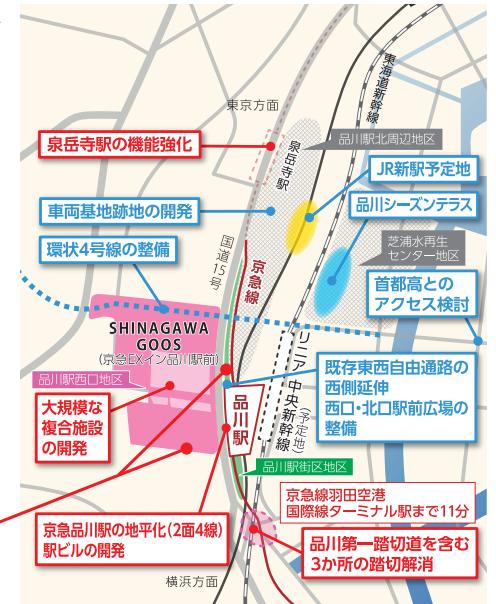 東京方面
東海道新幹線
品川駅北周辺地区
泉岳寺駅の機能強化
泉岳寺駅
JR新駅予定地
車両基地跡地の開発
品川シーズンテラス
国道15号
京急線
芝浦水再生
センター地区
環状4号線の整備
首都高との
アクセス検討
SHINAGAWA
GOOS
(京急EXイン品川駅前)
リニア中央新幹線
(予定地)
品川駅西口地区
既存東西自由通路の
西側延伸
西口・北口駅前広場の
整備
大規模な
複合施設
の開発
品川駅
品川駅街区地区
京急線羽田空港
国際線ターミナル駅まで11分
京急品川駅の地平化(2面4線)
駅ビルの開発
品川第一踏切道を含む
3か所の踏切解消
横浜方面